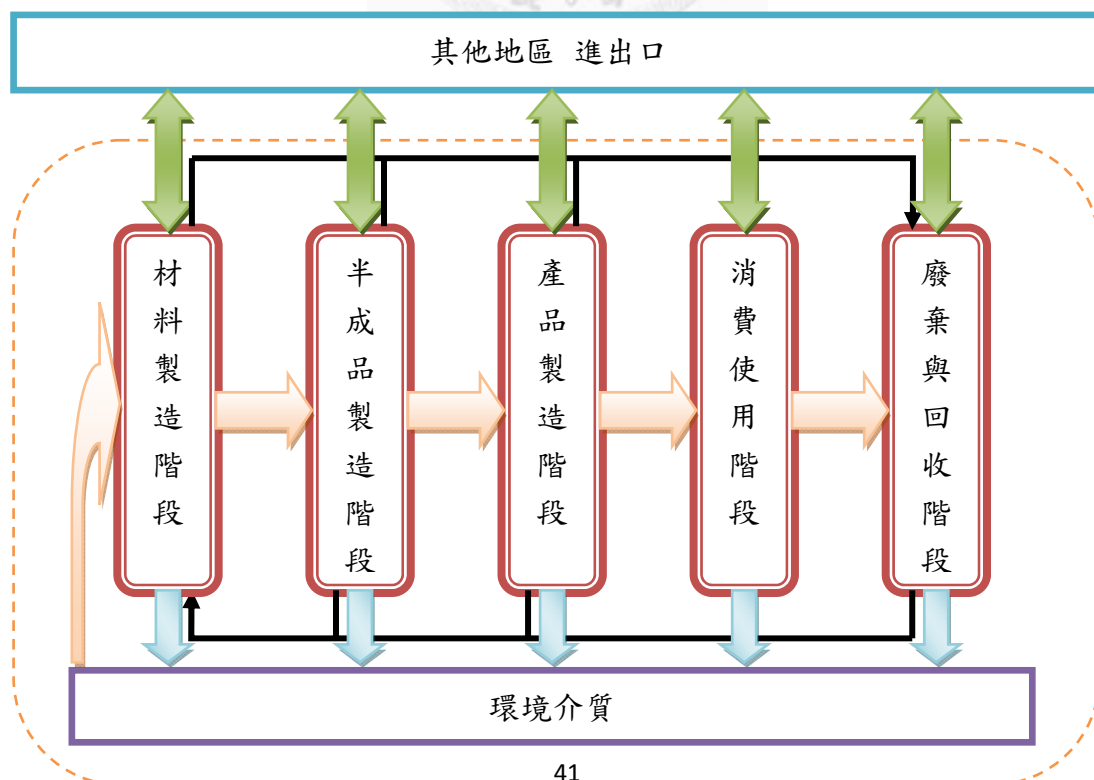 其他地區 進出口
材料製造階段
半成品製造階段
產品製造階段
消費使用階段
廢棄與回收階段
環境介質
41